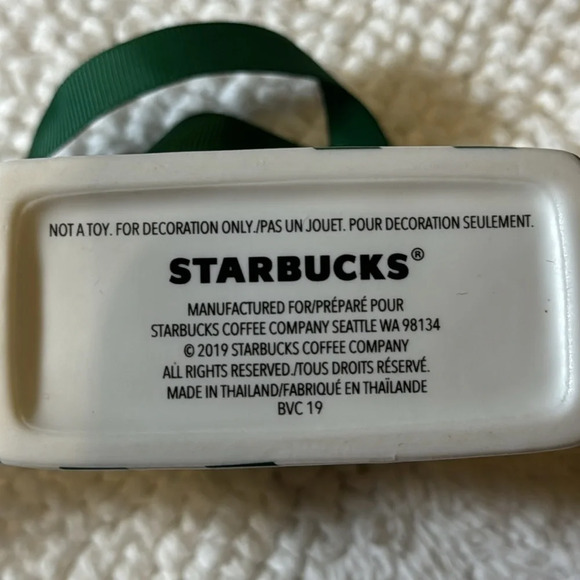 NOT A TOY. FOR DECORATION ONLY./PAS UN JOUET. POUR DECORATION SEULEMENT.
STARBUCKS®
MANUFACTURED FOR/PRÉPARÉ POUR
STARBUCKS COFFEE COMPANY SEATTLE WA 98134
© 2019 STARBUCKS COFFEE COMPANY
ALL RIGHTS RESERVED./TOUS DROITS RÉSERVÉ.
MADE IN THAILAND/FABRIQUÉ EN THAÏLANDE
BVC 19